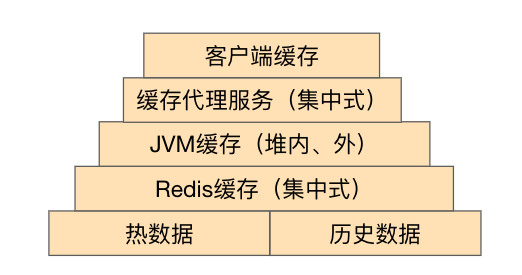 客户端缓存
缓存代理服务（集中式）
JVM缓存（堆内、外）
Redis缓存（集中式）
热数据
历史数据